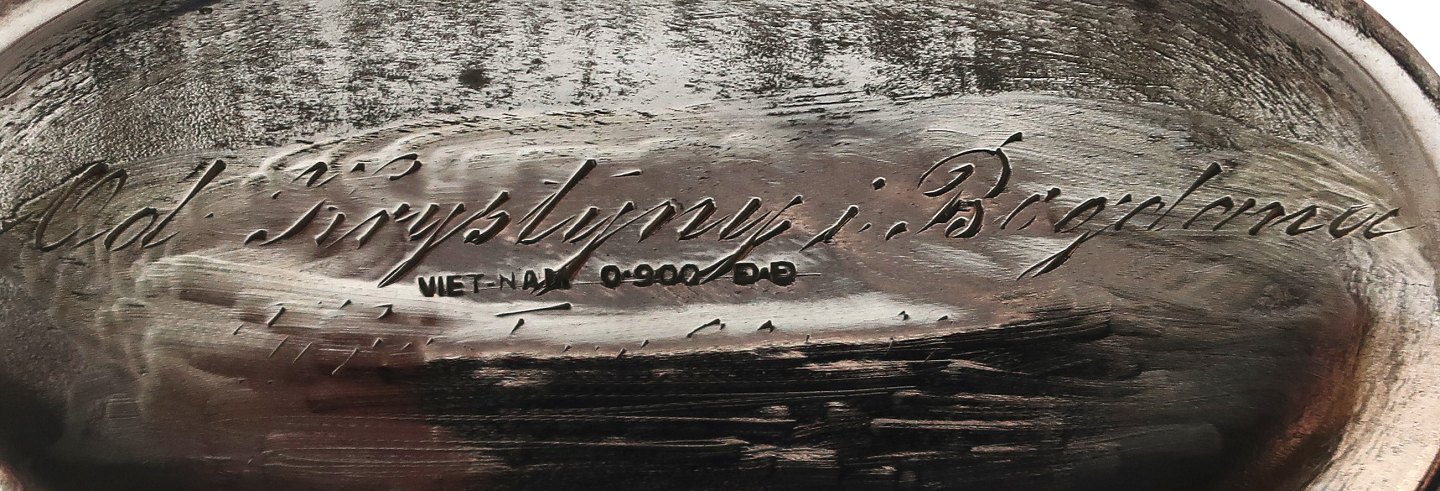 Od Krystyny i Bogdana
VIET-NAM 0·900 Đ·Đ